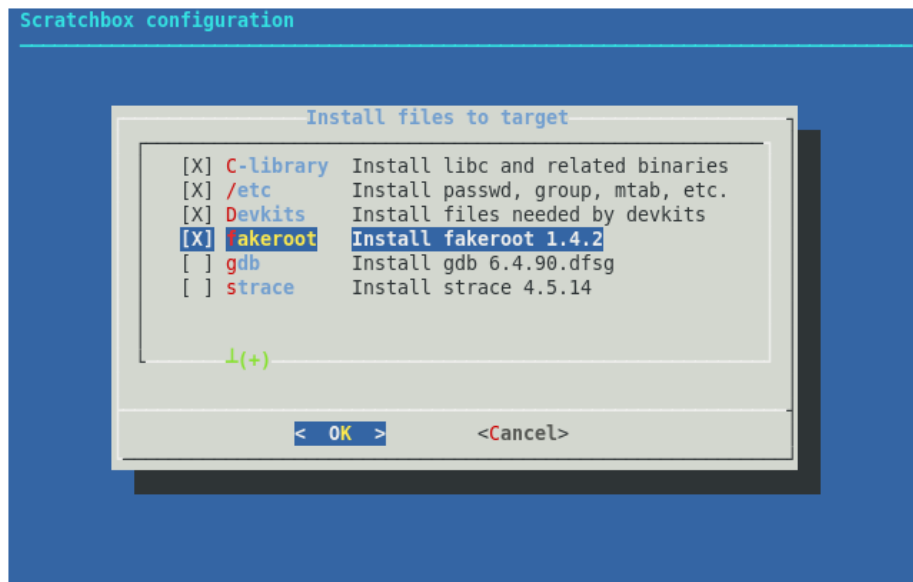 Scratchbox configuration
Install files to target
[X] C-library Install libc and related binaries
[X] /etc Install passwd, group, mtab, etc.
[X] Devkits Install files needed by devkits
[X] fakeroot Install fakeroot 1.4.2
[ ] gdb Install gdb 6.4.90.dfsg
[ ] strace Install strace 4.5.14
┴(+)
< OK > <Cancel>